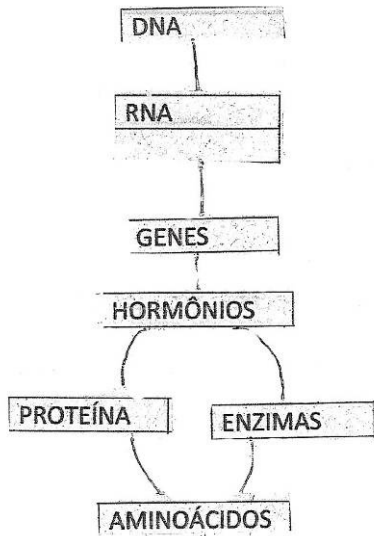 DNA
RNA
GENES
HORMÔNIOS
PROTEÍNA
ENZIMAS
AMINOÁCIDOS